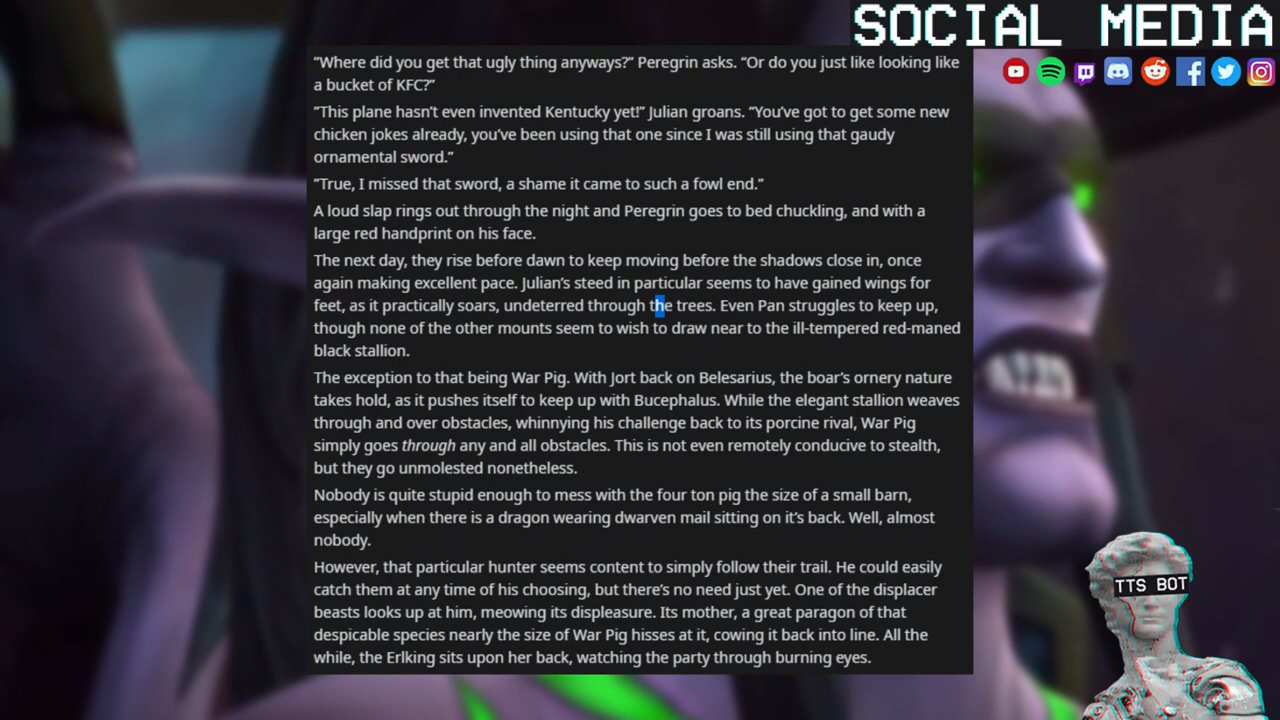 SOCIAL MEDIA
“Where did you get that ugly thing anyways?” Peregrin asks. “Or do you just like looking like
a bucket of KFC?”
“This plane hasn’t even invented Kentucky yet!” Julian groans. “You’ve got to get some new
chicken jokes already, you’ve been using that one since I was still using that gaudy
ornamental sword.”
“True, I missed that sword, a shame it came to such a fowl end.”
A loud slap rings out through the night and Peregrin goes to bed chuckling, and with a
large red handprint on his face.
The next day, they rise before dawn to keep moving before the shadows close in, once
again making excellent pace. Julian’s steed in particular seems to have gained wings for
feet, as it practically soars, undeterred through the trees. Even Pan struggles to keep up,
though none of the other mounts seem to wish to draw near to the ill-tempered red-maned
black stallion.
The exception to that being War Pig. With Jort back on Belesarius, the boar’s ornery nature
takes hold, as it pushes itself to keep up with Bucephalus. While the elegant stallion weaves
through and over obstacles, whinnying his challenge back to its porcine rival, War Pig
simply goes through any and all obstacles. This is not even remotely conducive to stealth,
but they go unmolested nonetheless.
Nobody is quite stupid enough to mess with the four ton pig the size of a small barn,
especially when there is a dragon wearing dwarven mail sitting on it’s back. Well, almost
nobody.
However, that particular hunter seems content to simply follow their trail. He could easily
catch them at any time of his choosing, but there’s no need just yet. One of the displacer
beasts looks up at him, meowing its displeasure. Its mother, a great paragon of that
despicable species nearly the size of War Pig hisses at it, cowing it back into line. All the
while, the Erlking sits upon her back, watching the party through burning eyes.
TTS BOT